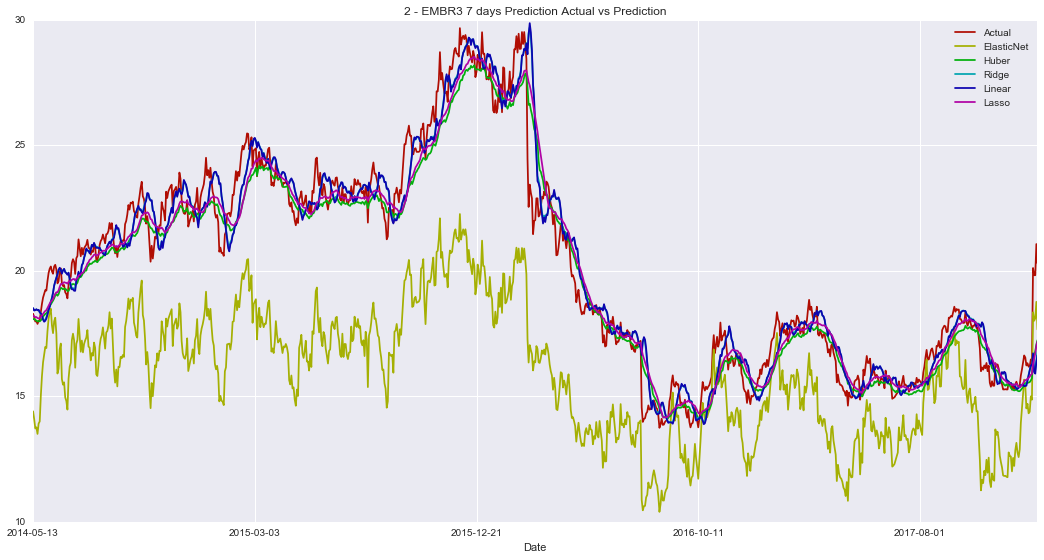 2 - EMBR3 7 days Prediction Actual vs Prediction
30
25
20
15
10
Actual
ElasticNet
Huber
Ridge
Linear
Lasso
2014-05-13
2015-03-03
2015-12-21
2016-10-11
2017-08-01
Date